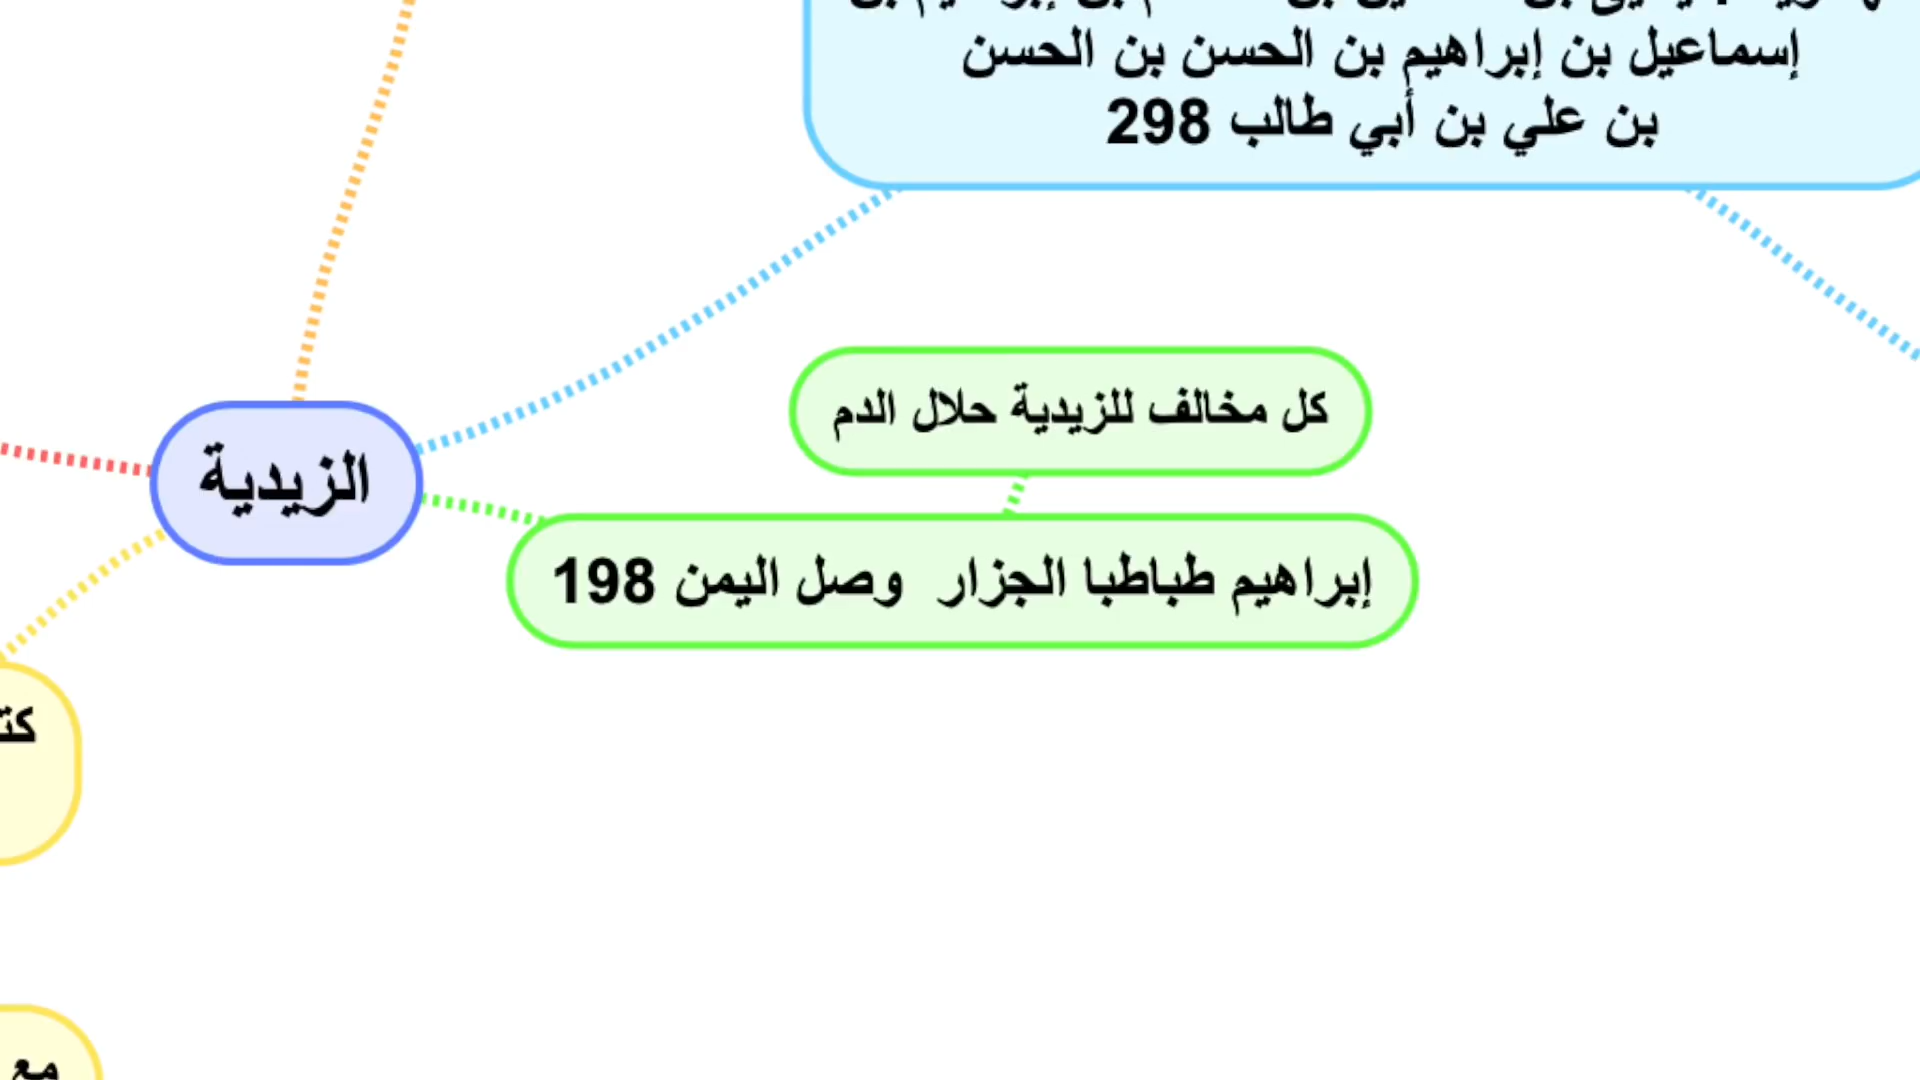 إسماعيل بن إبراهيم بن الحسن بن الحسن
بن علي بن أبي طالب 298
كل مخالف للزيدية حلال الدم
الزيدية
إبراهيم طباطبا الجزار وصل اليمن 198
مع